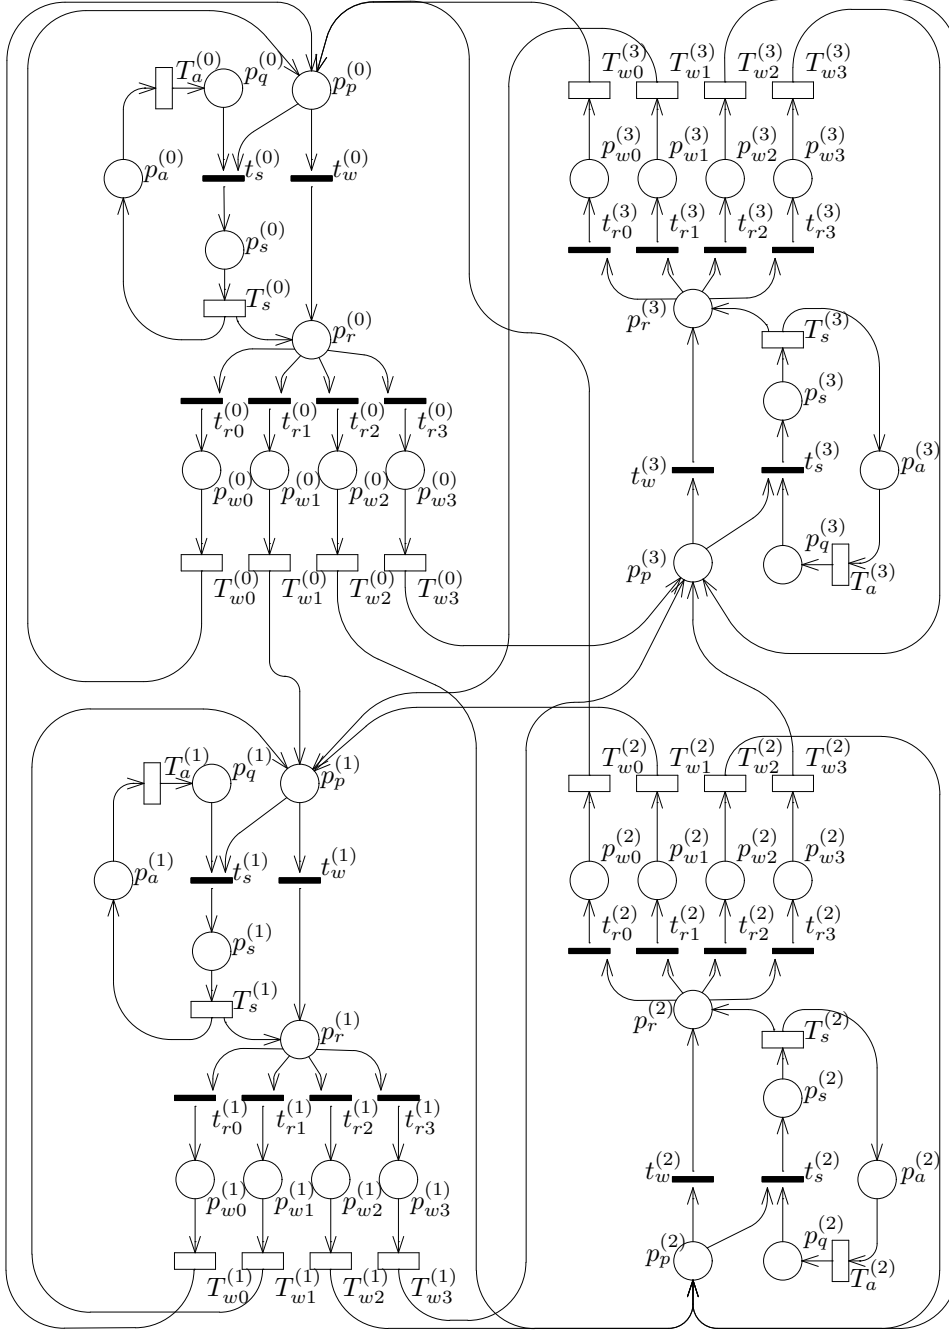 T_a^{(0)} p_q^{(0)} p_p^{(0)}
p_a^{(0)} t_s^{(0)} t_w^{(0)}
p_s^{(0)}
T_s^{(0)}
p_r^{(0)}
t_{r0}^{(0)} t_{r1}^{(0)} t_{r2}^{(0)} t_{r3}^{(0)}
p_{w0}^{(0)} p_{w1}^{(0)} p_{w2}^{(0)} p_{w3}^{(0)}
T_{w0}^{(0)} T_{w1}^{(0)} T_{w2}^{(0)} T_{w3}^{(0)}
T_{w0}^{(3)} T_{w1}^{(3)} T_{w2}^{(3)} T_{w3}^{(3)}
p_{w0}^{(3)} p_{w1}^{(3)} p_{w2}^{(3)} p_{w3}^{(3)}
t_{r0}^{(3)} t_{r1}^{(3)} t_{r2}^{(3)} t_{r3}^{(3)}
p_r^{(3)} T_s^{(3)}
p_s^{(3)}
t_w^{(3)} t_s^{(3)} p_a^{(3)}
p_p^{(3)} p_q^{(3)} T_a^{(3)}
T_a^{(1)} p_q^{(1)} p_p^{(1)}
p_a^{(1)} t_s^{(1)} t_w^{(1)}
p_s^{(1)}
T_s^{(1)}
p_r^{(1)}
t_{r0}^{(1)} t_{r1}^{(1)} t_{r2}^{(1)} t_{r3}^{(1)}
p_{w0}^{(1)} p_{w1}^{(1)} p_{w2}^{(1)} p_{w3}^{(1)}
T_{w0}^{(1)} T_{w1}^{(1)} T_{w2}^{(1)} T_{w3}^{(1)}
T_{w0}^{(2)} T_{w1}^{(2)} T_{w2}^{(2)} T_{w3}^{(2)}
p_{w0}^{(2)} p_{w1}^{(2)} p_{w2}^{(2)} p_{w3}^{(2)}
t_{r0}^{(2)} t_{r1}^{(2)} t_{r2}^{(2)} t_{r3}^{(2)}
p_r^{(2)} T_s^{(2)}
p_s^{(2)}
t_w^{(2)} t_s^{(2)} p_a^{(2)}
p_p^{(2)} p_q^{(2)} T_a^{(2)}